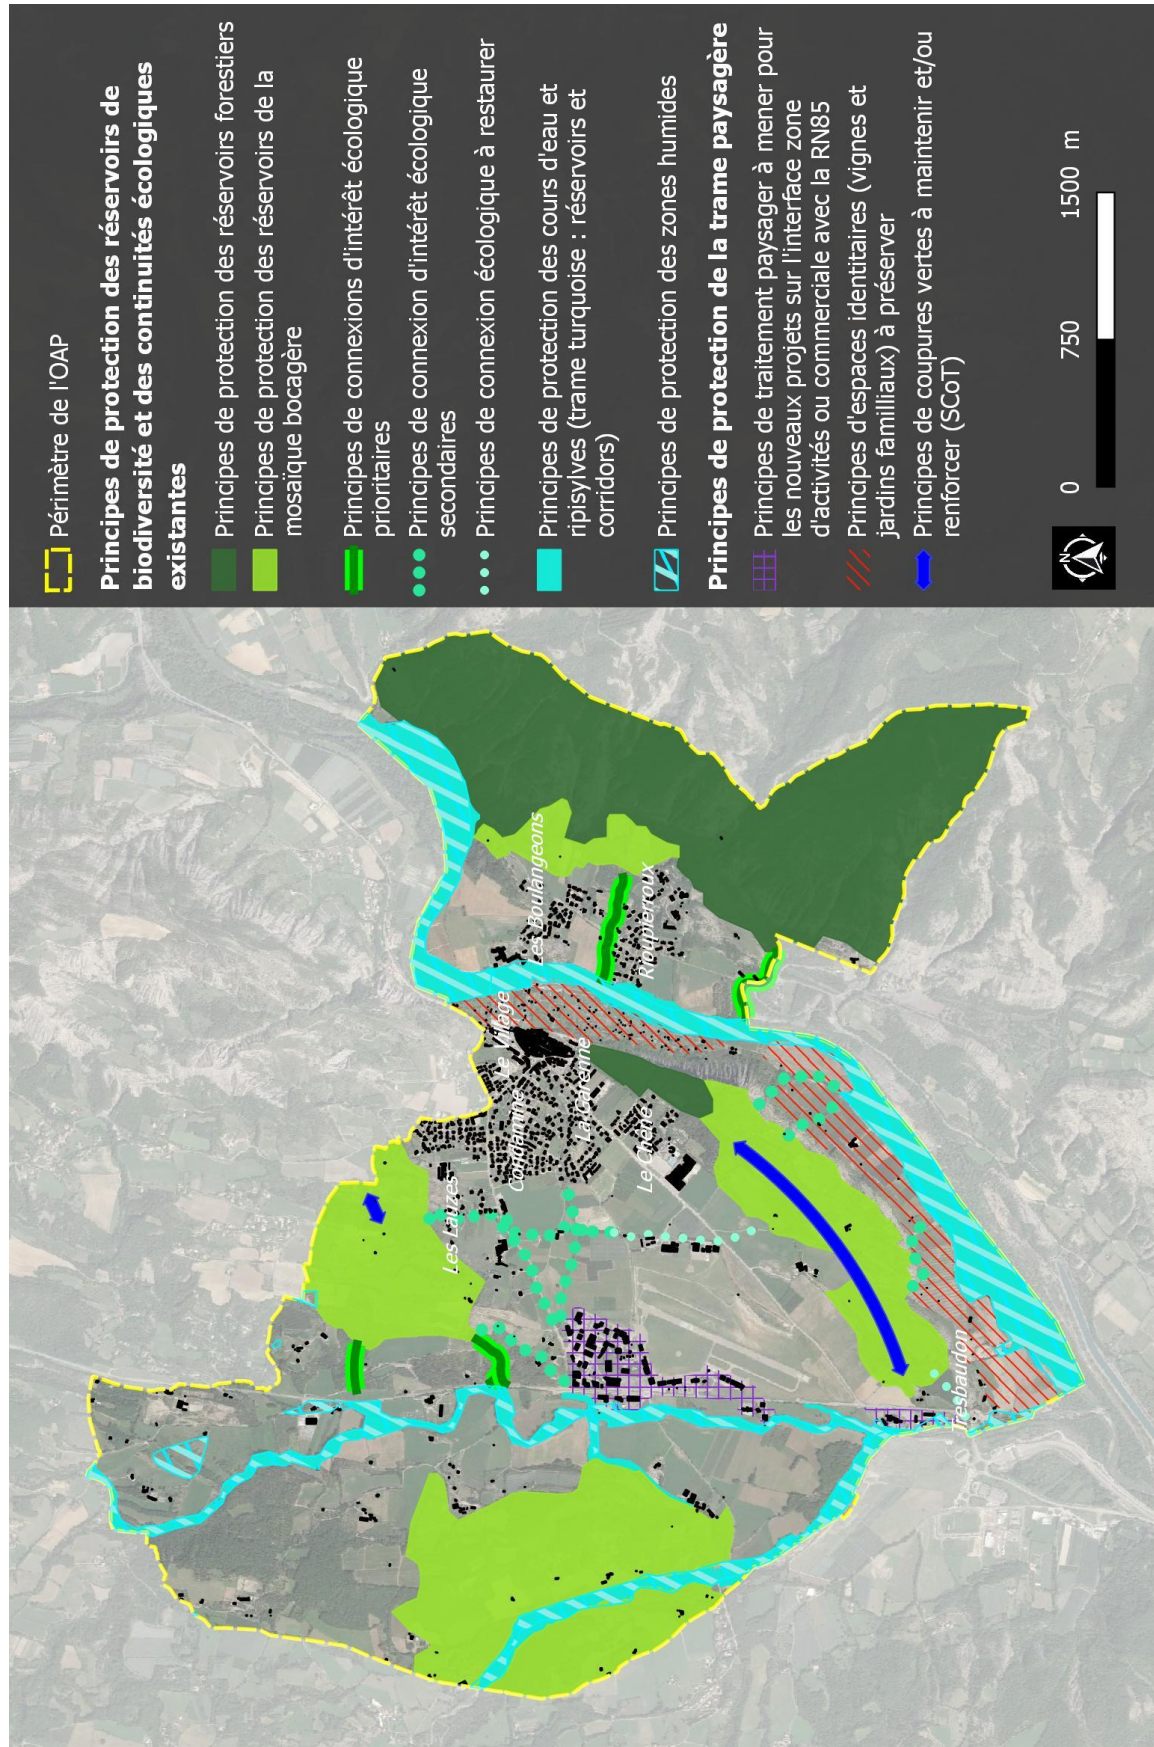 Périmètre de l'OAP
Principes de protection des réservoirs de
biodiversité et des continuités écologiques
existantes
Principes de protection des réservoirs forestiers
Principes de protection des réservoirs de la
mosaïque bocagère
Principes de connexions d'intérêt écologique
prioritaires
Principes de connexion d'intérêt écologique
secondaires
Principes de connexion écologique à restaurer
Principes de protection des cours d'eau et
ripisylves (trame turquoise : réservoirs et
corridors)
Principes de protection des zones humides
Principes de protection de la trame paysagère
Principes de traitement paysager à mener pour
les nouveaux projets sur l'interface zone
d'activités ou commerciale avec la RN85
Principes d'espaces identitaires (vignes et
jardins familliaux) à préserver
Principes de coupures vertes à maintenir et/ou
renforcer (SCoT)
N
0 750 1500 m
Les Lauzes
Condamine
Le Village
La Garenne
Le Chêne
Les Boulangeons
Rioupierroux
Tresbaudon